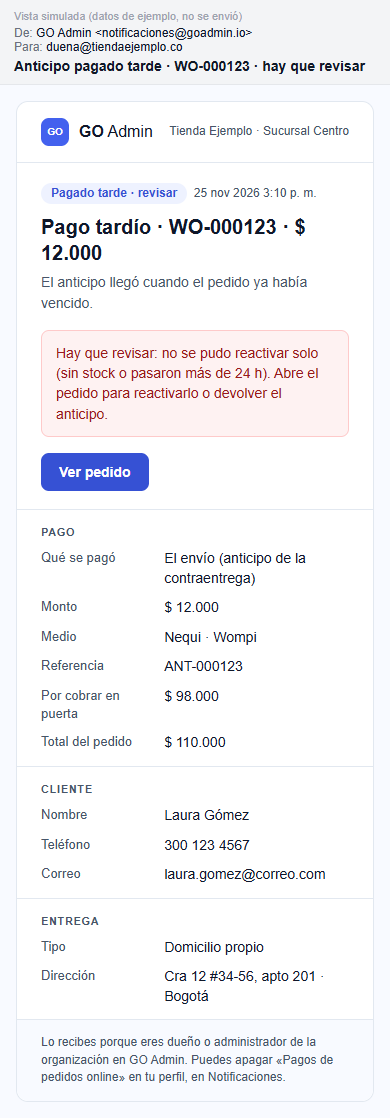 Vista simulada (datos de ejemplo, no se envió)
De: GO Admin <notificaciones@goadmin.io>
Para: duena@tiendaejemplo.co
Anticipo pagado tarde · WO-000123 · hay que revisar
GO GO Admin Tienda Ejemplo · Sucursal Centro
Pagado tarde · revisar 25 nov 2026 3:10 p. m.
Pago tardío · WO-000123 · $
12.000
El anticipo llegó cuando el pedido ya había
vencido.
Hay que revisar: no se pudo reactivar solo
(sin stock o pasaron más de 24 h). Abre el
pedido para reactivarlo o devolver el
anticipo.
Ver pedido
PAGO
Qué se pagó El envío (anticipo de la
contraentrega)
Monto $ 12.000
Medio Nequi · Wompi
Referencia ANT-000123
Por cobrar en $ 98.000
puerta
Total del pedido $ 110.000
CLIENTE
Nombre Laura Gómez
Teléfono 300 123 4567
Correo laura.gomez@correo.com
ENTREGA
Tipo Domicilio propio
Dirección Cra 12 #34-56, apto 201 ·
Bogotá
Lo recibes porque eres dueño o administrador de la
organización en GO Admin. Puedes apagar «Pagos de
pedidos online» en tu perfil, en Notificaciones.